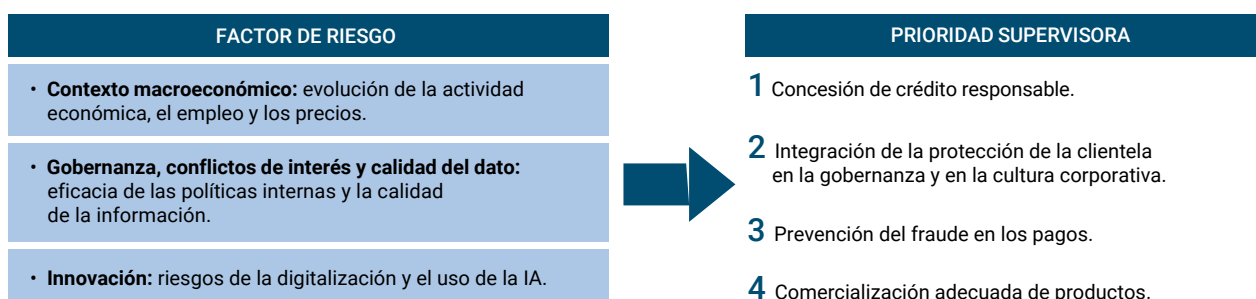 FACTOR DE RIESGO
• Contexto macroeconómico: evolución de la actividad
económica, el empleo y los precios.
• Gobernanza, conflictos de interés y calidad del dato:
eficacia de las políticas internas y la calidad
de la información.
• Innovación: riesgos de la digitalización y el uso de la IA.
PRIORIDAD SUPERVISORA
1 Concesión de crédito responsable.
2 Integración de la protección de la clientela
en la gobernanza y en la cultura corporativa.
3 Prevención del fraude en los pagos.
4 Comercialización adecuada de productos.